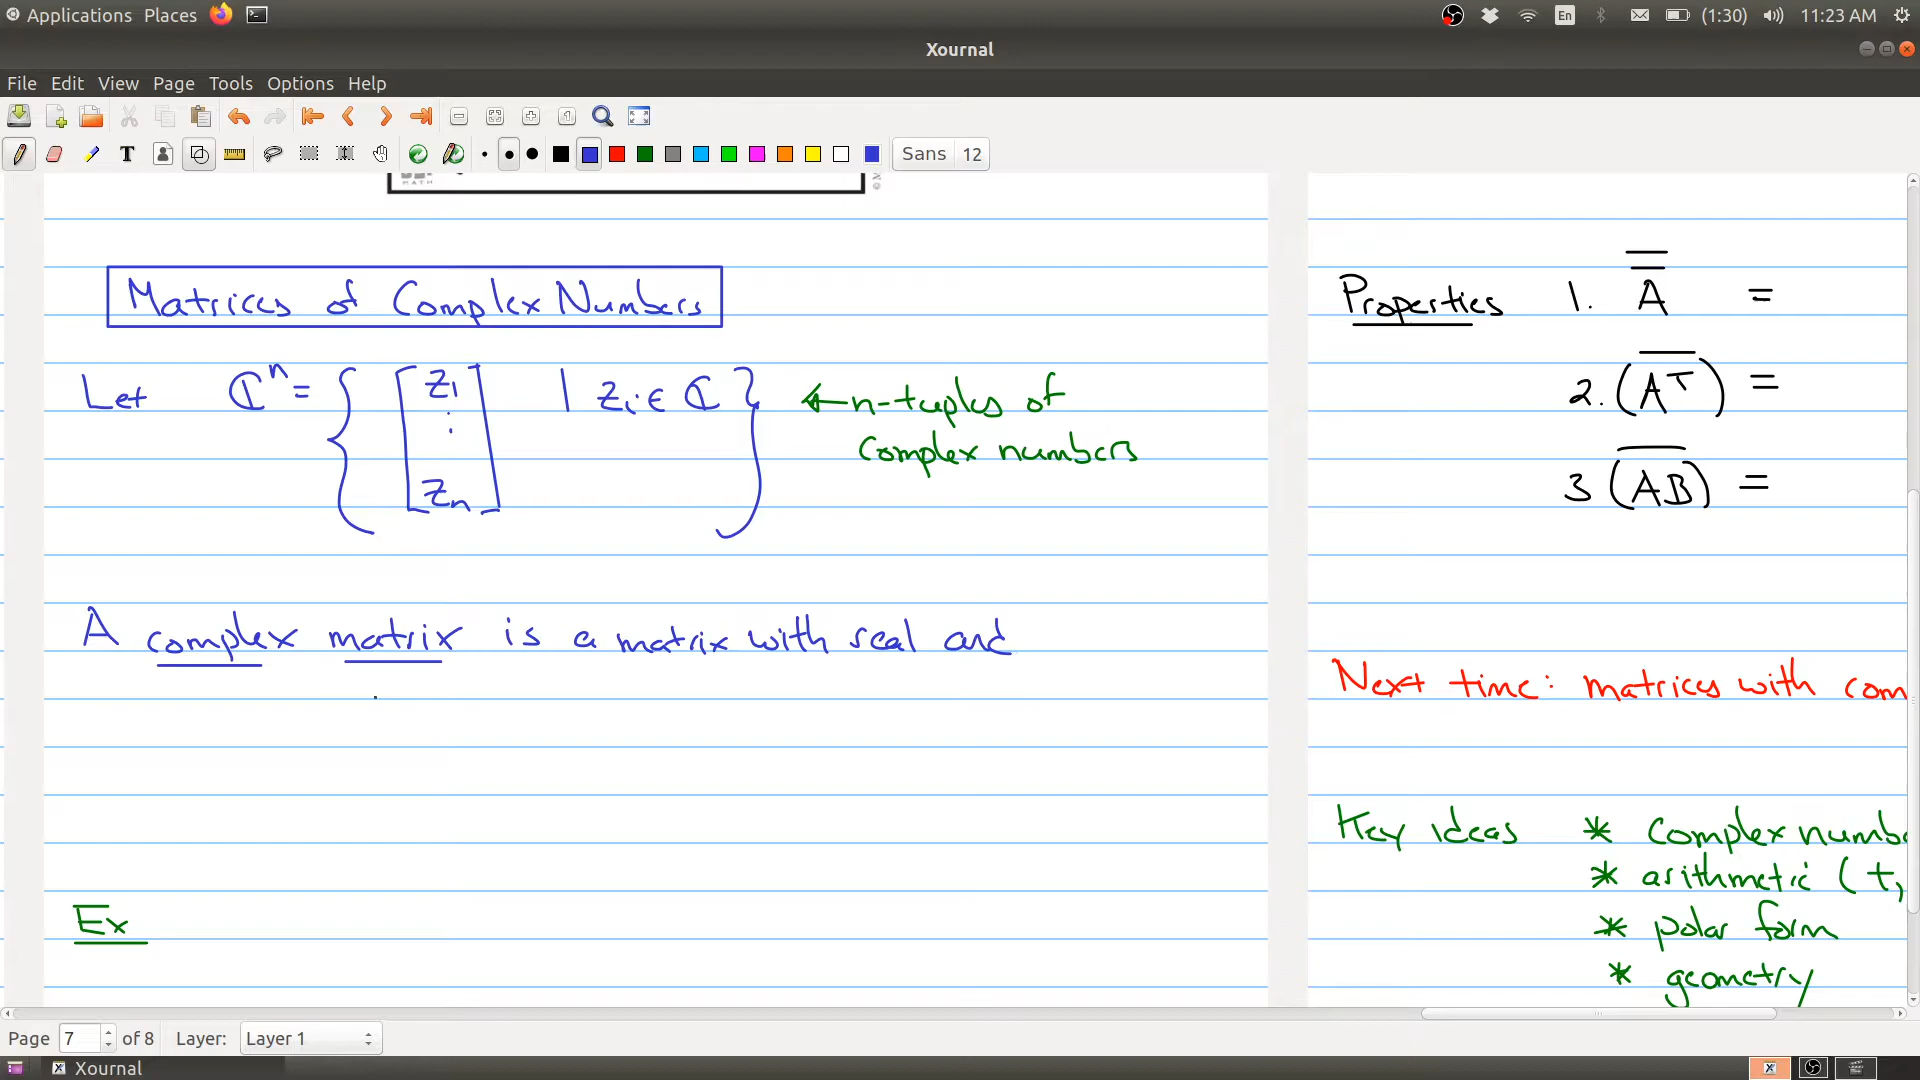 Applications Places En (1:30) 11:23 AM
Xournal
File Edit View Page Tools Options Help
T Sans 12
MATH
Matrices of Complex Numbers
Let ℂⁿ = { [z₁ ⋮ zₙ] | zᵢ ∈ ℂ } ← n-tuples of
complex numbers
A complex matrix is a matrix with real and
Ex
Properties 1. A̿ =
2. (A̅ᵀ̅) =
3 (A̅B̅) =
Next time: matrices with com
Key ideas * complex numbe
* arithmetic (+,
* polar form
* geometry
Page 7 of 8 Layer: Layer 1
Xournal